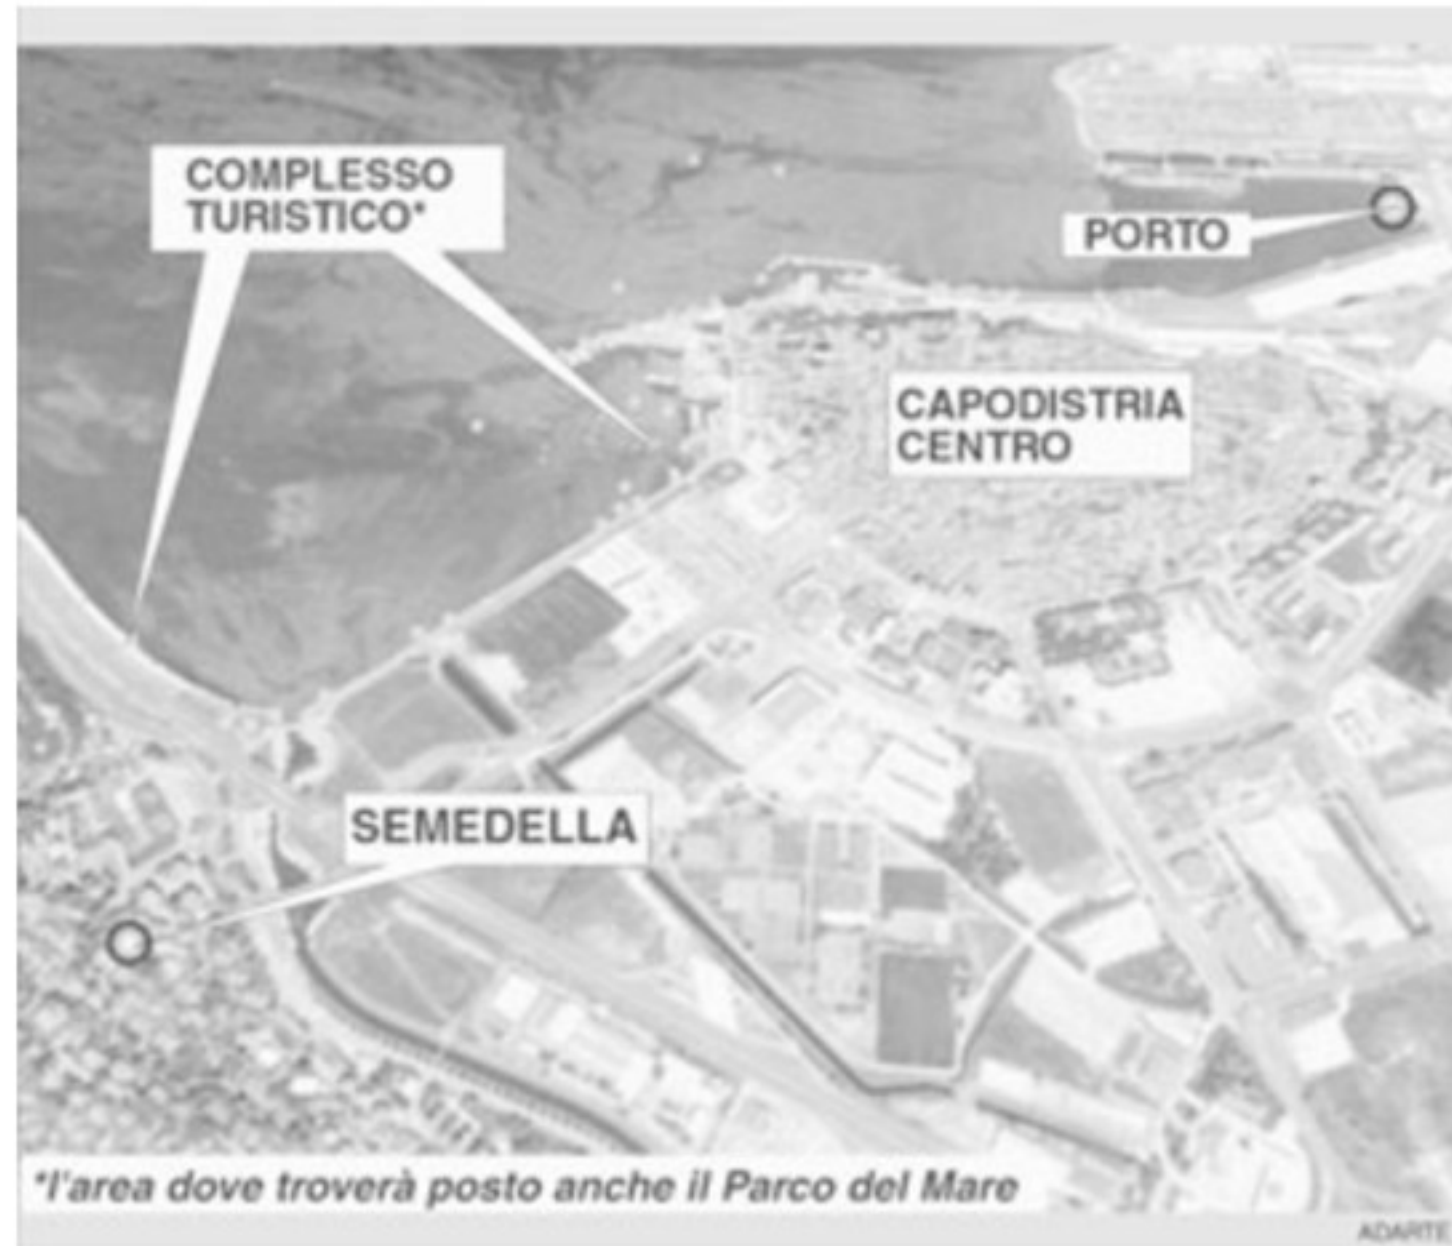 COMPLESSO
TURISTICO*
PORTO
CAPODISTRIA
CENTRO
SEMEDELLA
*l'area dove troverà posto anche il Parco del Mare
ADARTE